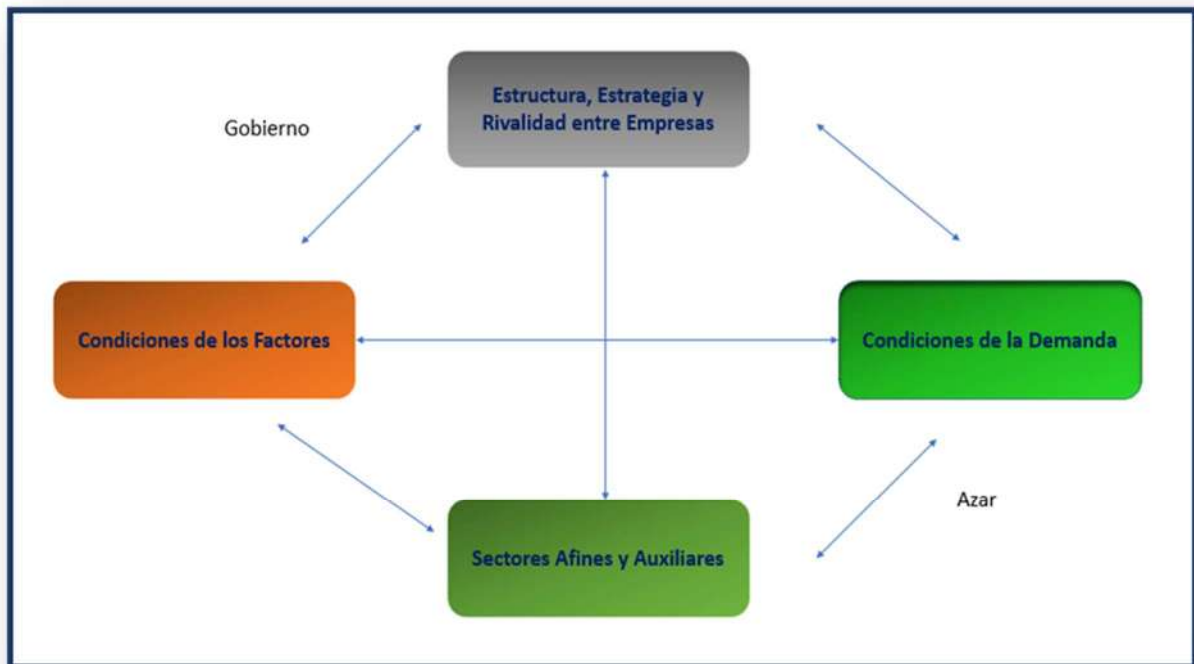 Estructura, Estrategia y
Rivalidad entre Empresas
Gobierno
Condiciones de los Factores
Condiciones de la Demanda
Azar
Sectores Afines y Auxiliares